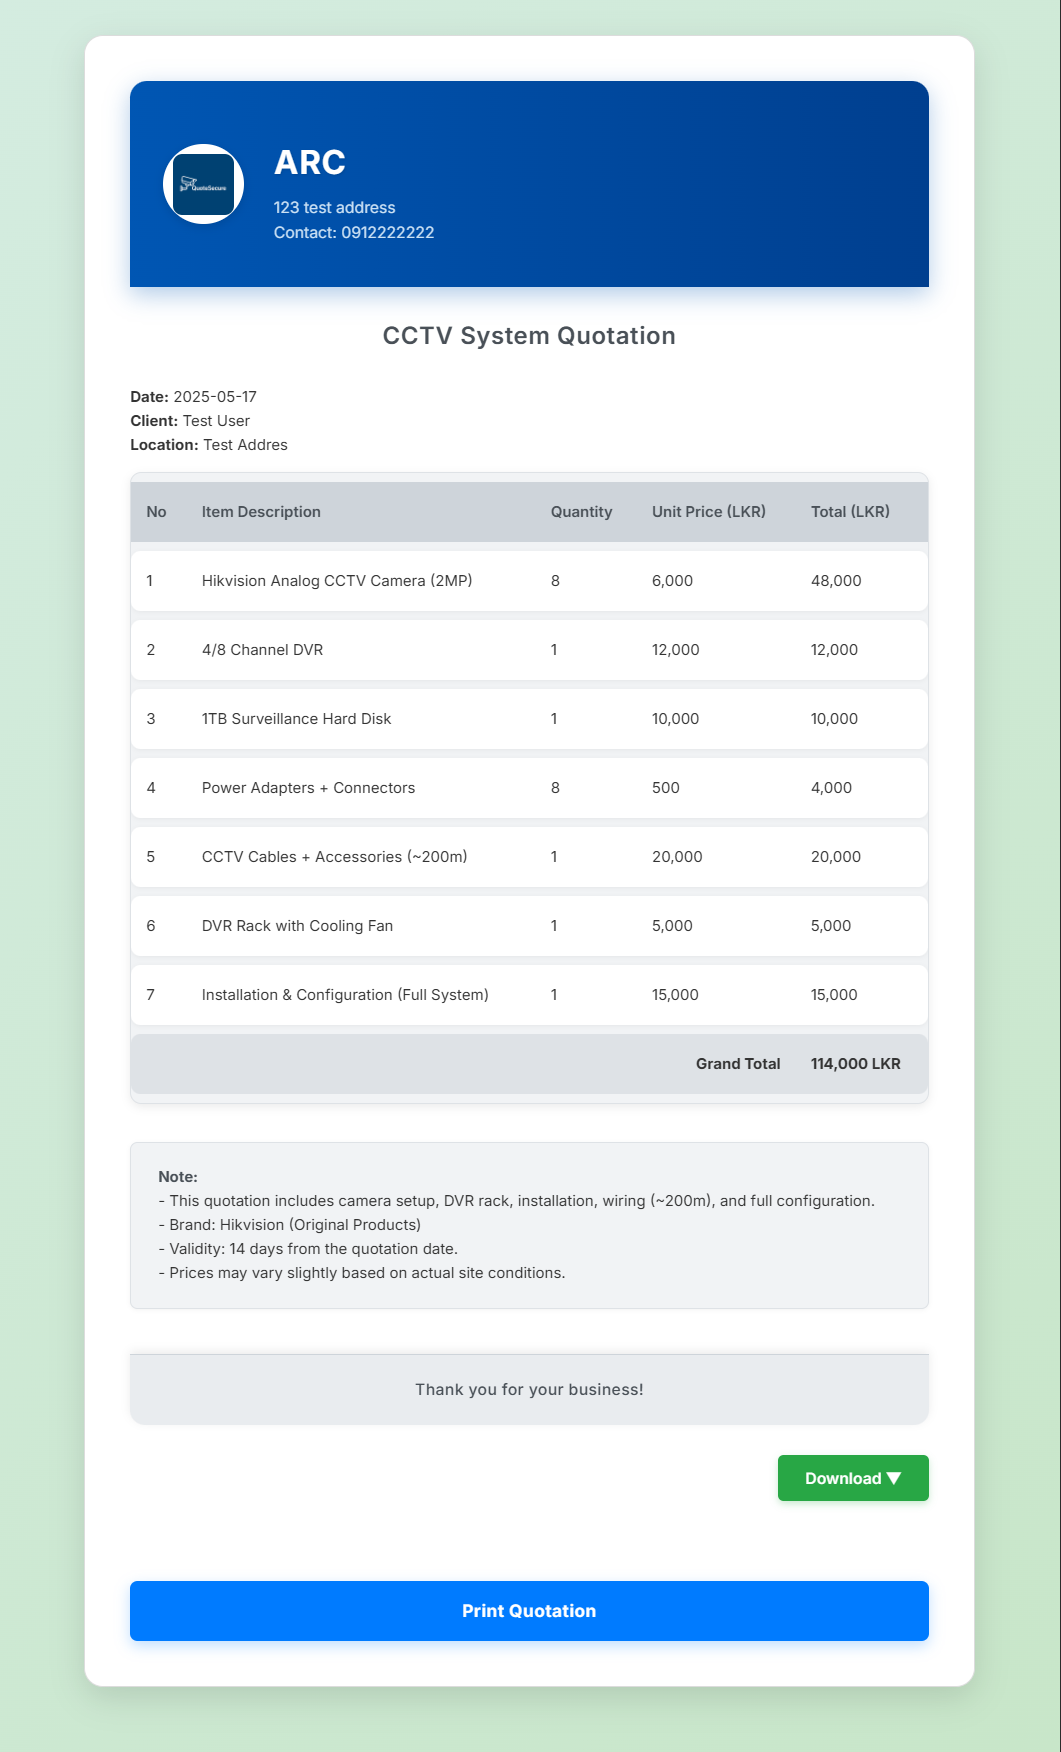 QuotaSecure
ARC
123 test address
Contact: 0912222222
CCTV System Quotation
Date: 2025-05-17
Client: Test User
Location: Test Addres
No Item Description Quantity Unit Price (LKR) Total (LKR)
1 Hikvision Analog CCTV Camera (2MP) 8 6,000 48,000
2 4/8 Channel DVR 1 12,000 12,000
3 1TB Surveillance Hard Disk 1 10,000 10,000
4 Power Adapters + Connectors 8 500 4,000
5 CCTV Cables + Accessories (~200m) 1 20,000 20,000
6 DVR Rack with Cooling Fan 1 5,000 5,000
7 Installation & Configuration (Full System) 1 15,000 15,000
Grand Total 114,000 LKR
Note:
- This quotation includes camera setup, DVR rack, installation, wiring (~200m), and full configuration.
- Brand: Hikvision (Original Products)
- Validity: 14 days from the quotation date.
- Prices may vary slightly based on actual site conditions.
Thank you for your business!
Download ▼
Print Quotation